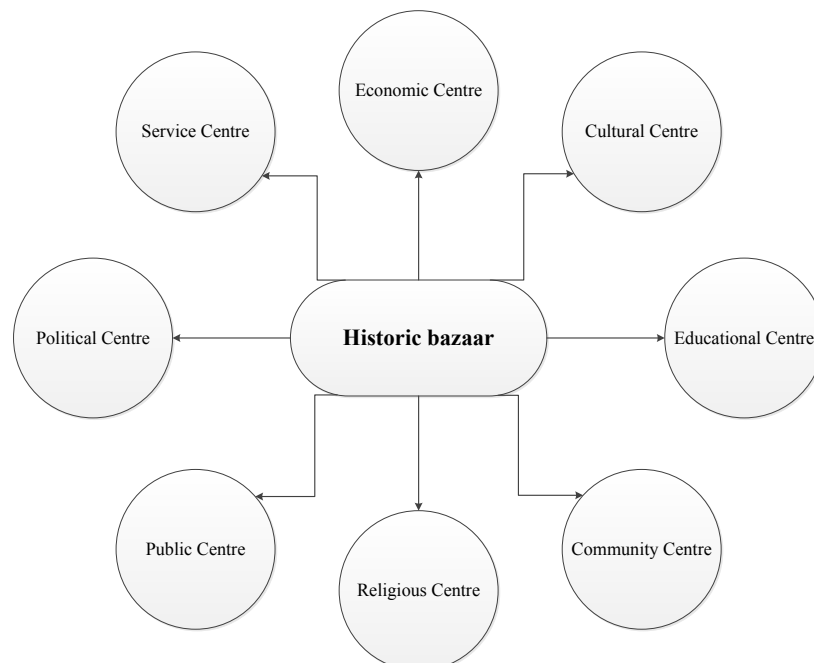 Economic Centre
Service Centre
Cultural Centre
Political Centre
Historic bazaar
Educational Centre
Public Centre
Community Centre
Religious Centre